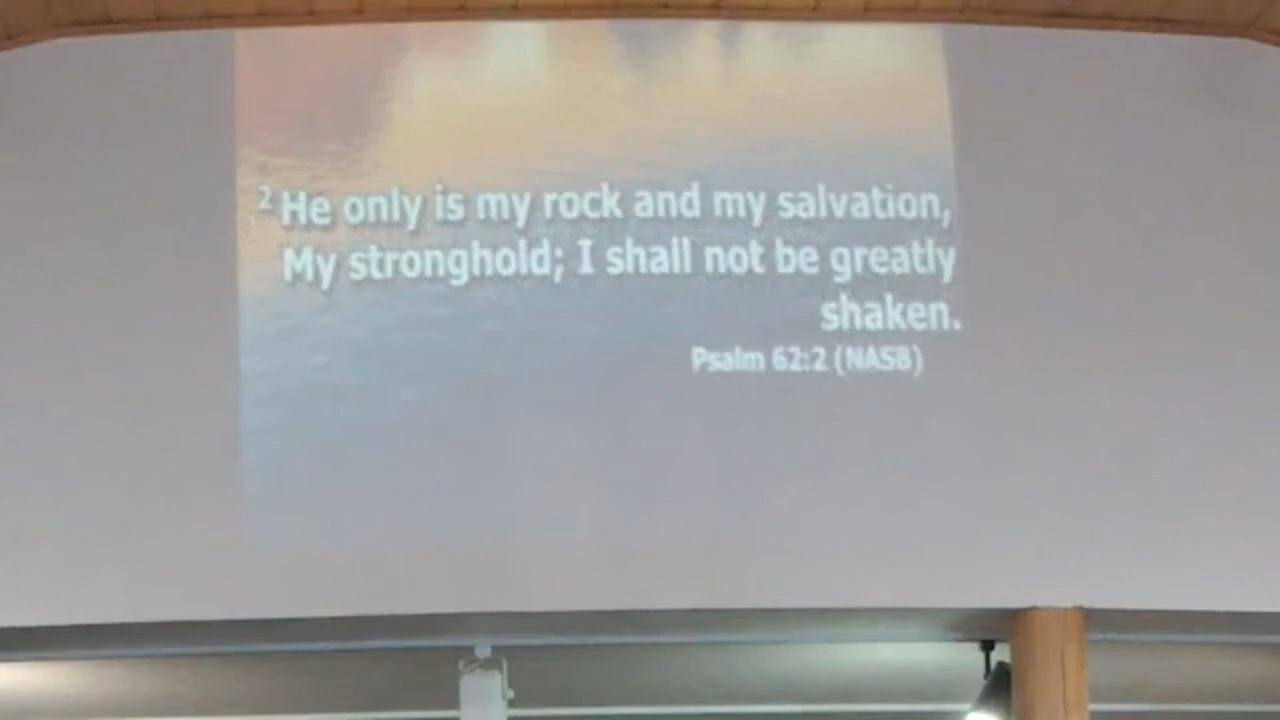 2 He only is my rock and my salvation,
My stronghold; I shall not be greatly
shaken.
Psalm 62:2 (NASB)